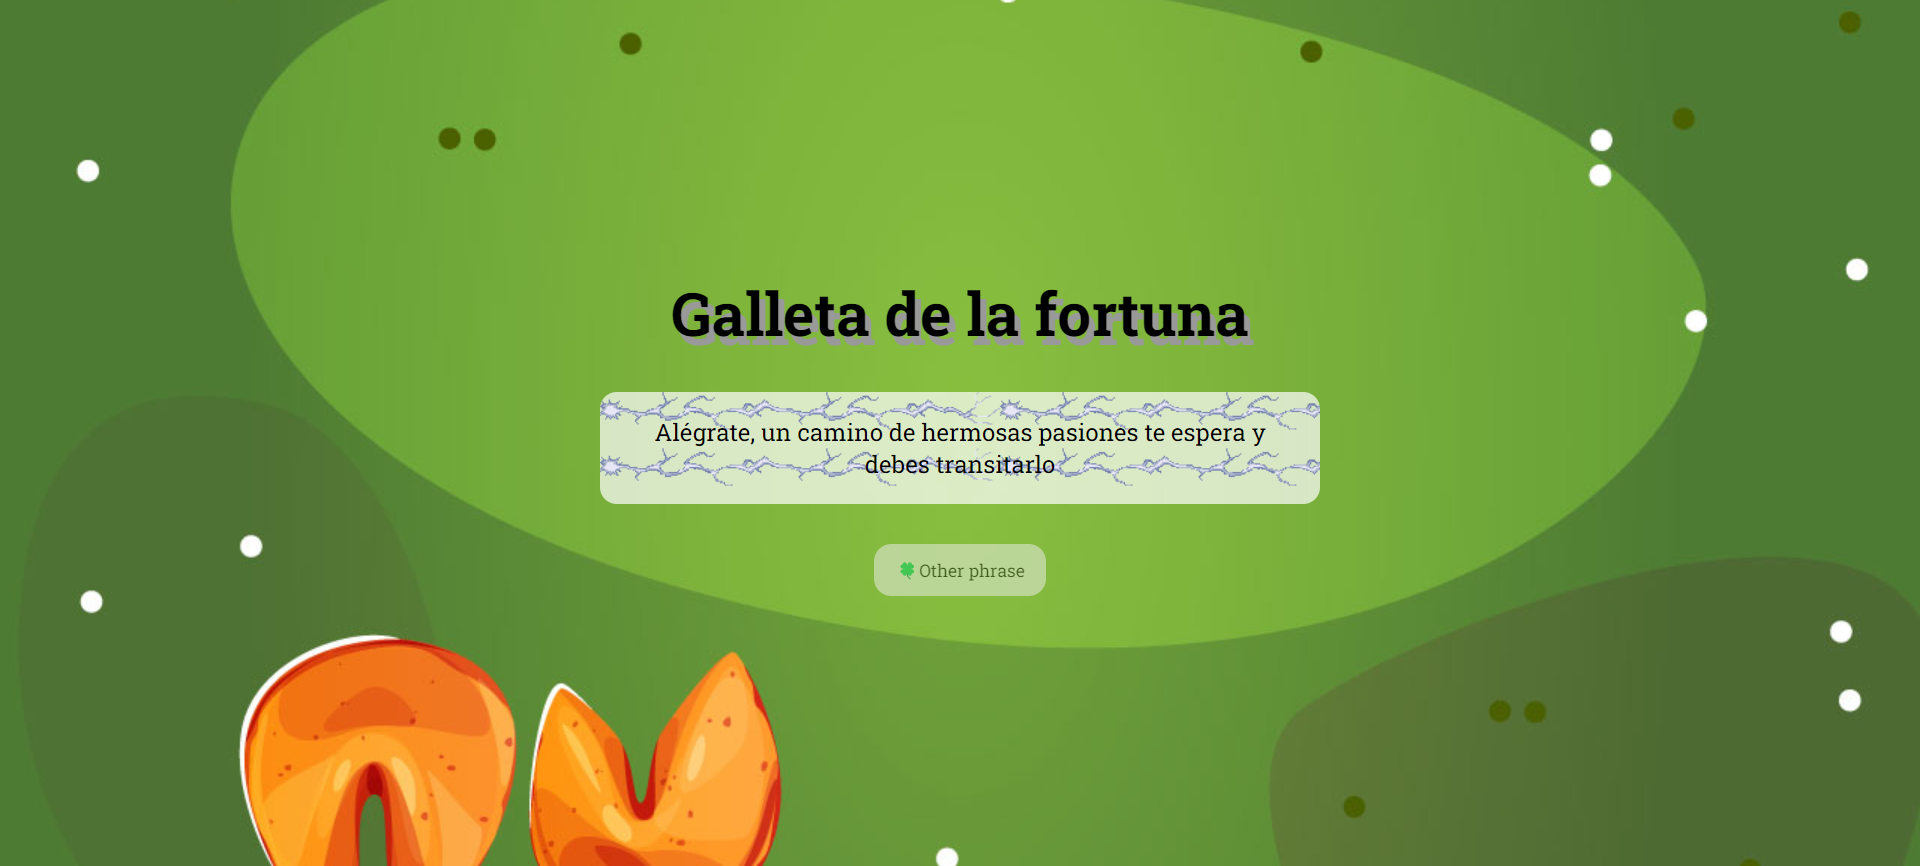 Galleta de la fortuna
Alégrate, un camino de hermosas pasiones te espera y
debes transitarlo
Other phrase